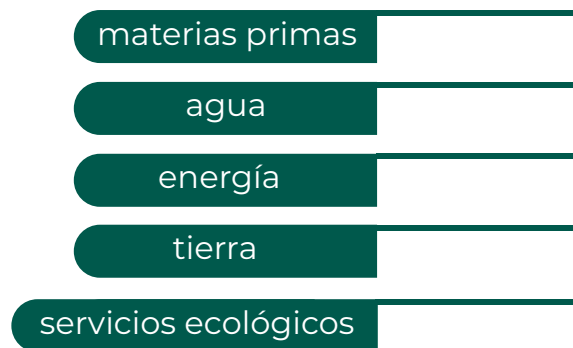 materias primas
agua
energía
tierra
servicios ecológicos